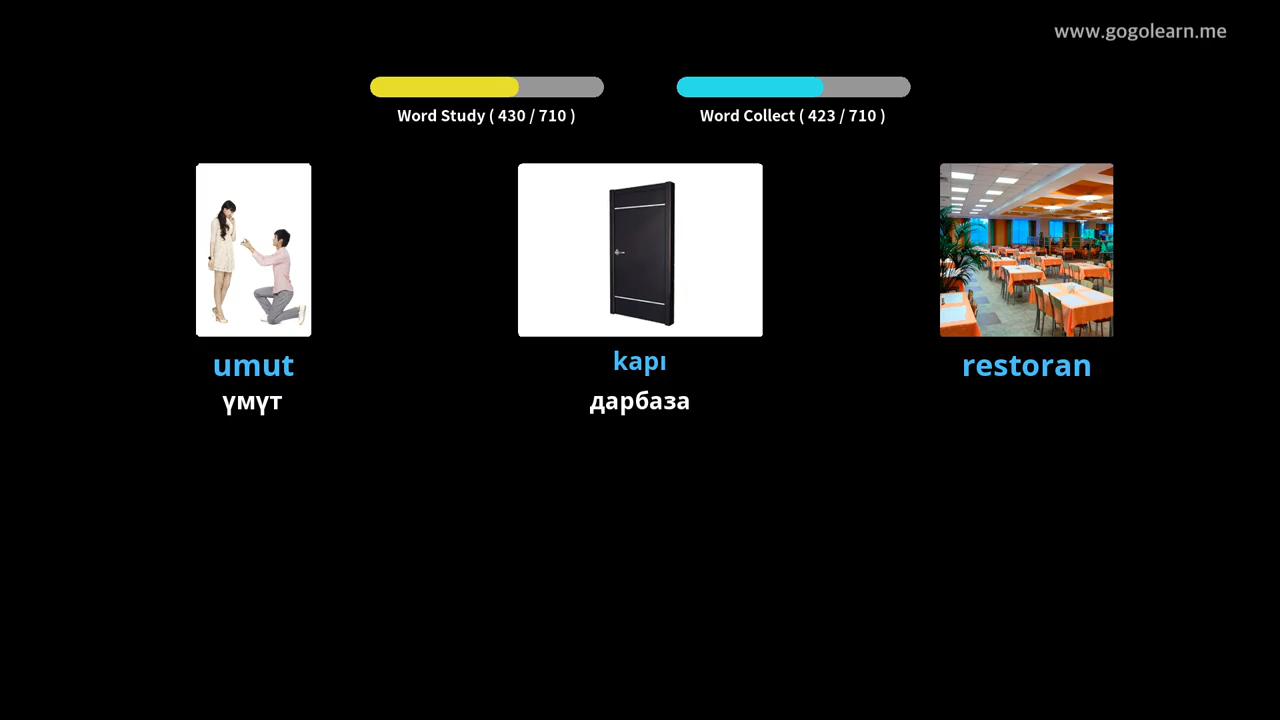 www.gogolearn.me
Word Study ( 430 / 710 )
Word Collect ( 423 / 710 )
umut
үмүт
kapı
дарбаза
restoran